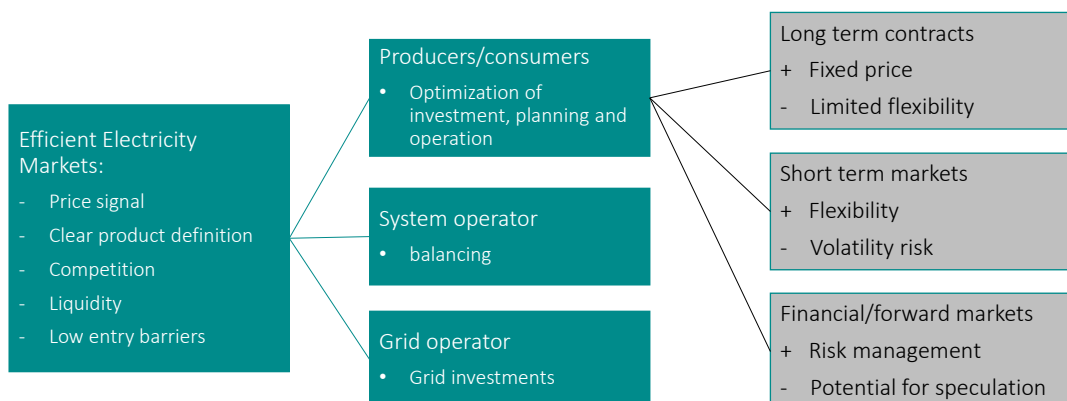 Efficient Electricity
Markets:
- Price signal
- Clear product definition
- Competition
- Liquidity
- Low entry barriers
Producers/consumers
• Optimization of
investment, planning and
operation
System operator
• balancing
Grid operator
• Grid investments
Long term contracts
+ Fixed price
- Limited flexibility
Short term markets
+ Flexibility
- Volatility risk
Financial/forward markets
+ Risk management
- Potential for speculation